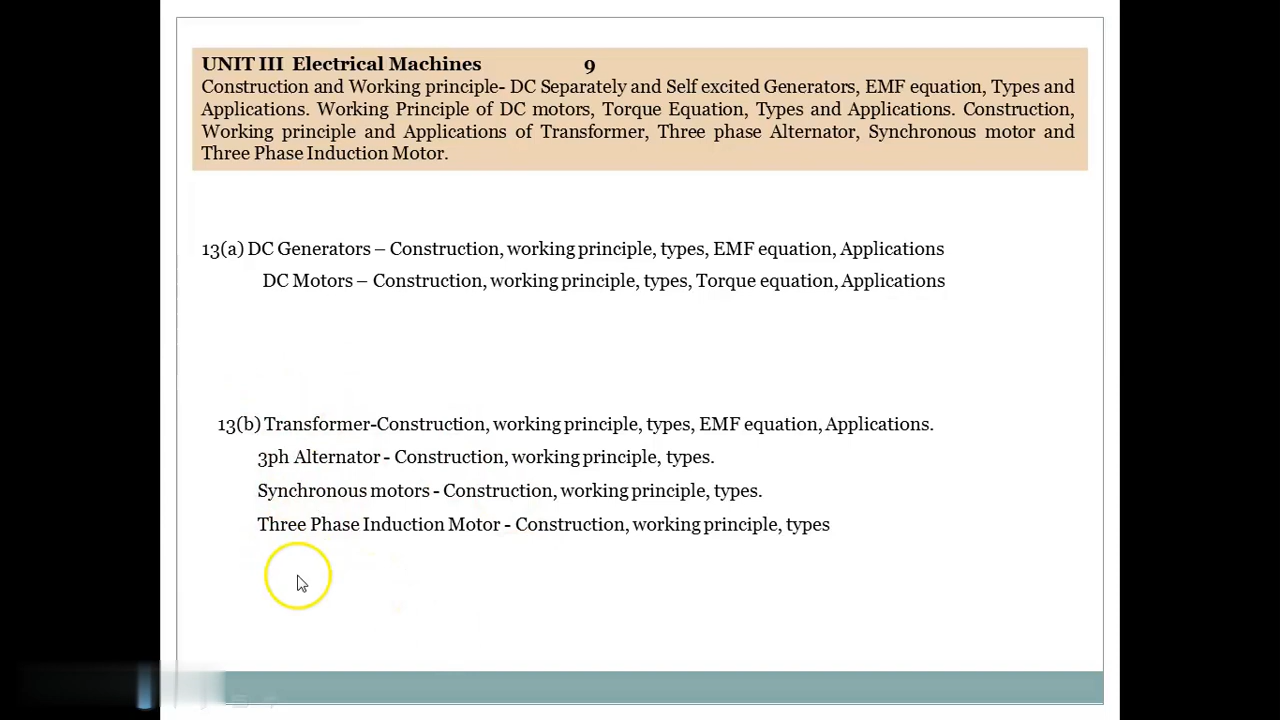 UNIT III Electrical Machines 9
Construction and Working principle- DC Separately and Self excited Generators, EMF equation, Types and
Applications. Working Principle of DC motors, Torque Equation, Types and Applications. Construction,
Working principle and Applications of Transformer, Three phase Alternator, Synchronous motor and
Three Phase Induction Motor.
13(a) DC Generators – Construction, working principle, types, EMF equation, Applications
DC Motors – Construction, working principle, types, Torque equation, Applications
13(b) Transformer-Construction, working principle, types, EMF equation, Applications.
3ph Alternator - Construction, working principle, types.
Synchronous motors - Construction, working principle, types.
Three Phase Induction Motor - Construction, working principle, types